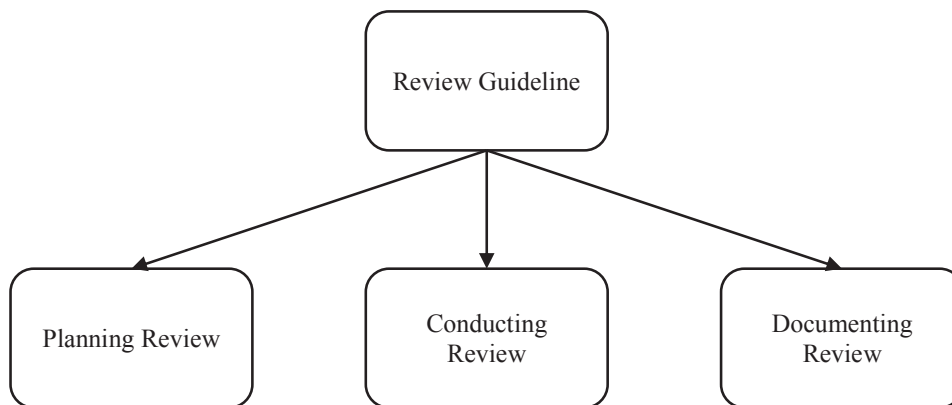 Review Guideline
Planning Review
Conducting
Review
Documenting
Review